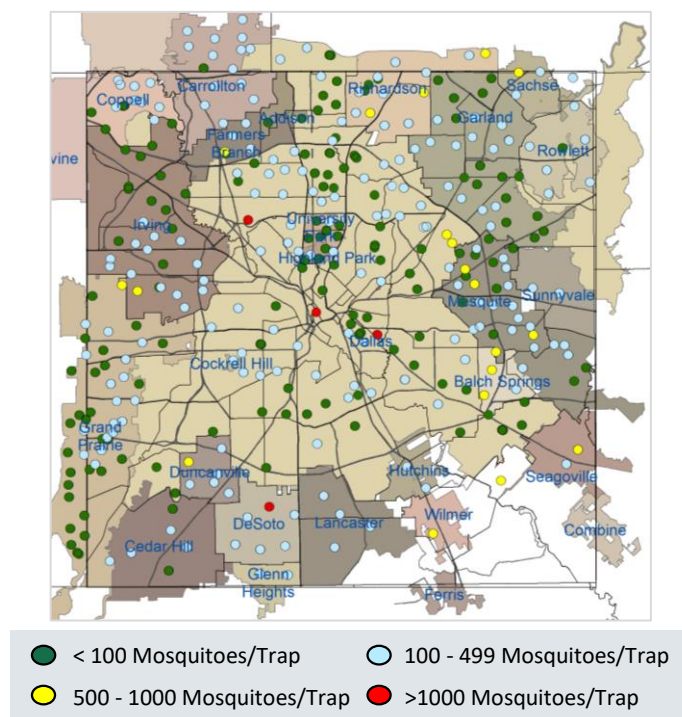 Coppell
Carrollton
Richardson
Sachse
Addison
Garland
Farmers
Branch
Rowlett
vine
Irving
University
Park
Highland Park
Mesquite
Sunnyvale
Dallas
Cockrell Hill
Balch Springs
Grand
Prairie
Duncanville
Hutchins
Seagoville
DeSoto
Lancaster
Wilmer
Combine
Cedar Hill
Glenn
Heights
Ferris
< 100 Mosquitoes/Trap
100 - 499 Mosquitoes/Trap
500 - 1000 Mosquitoes/Trap
>1000 Mosquitoes/Trap